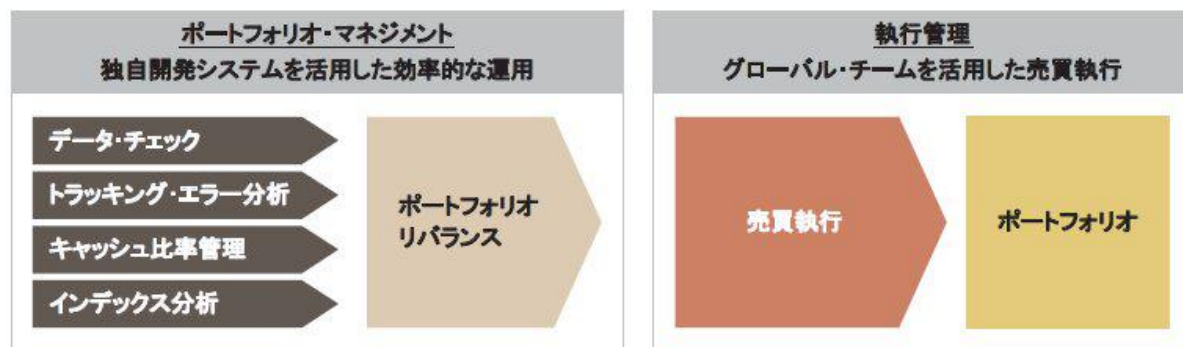 ポートフォリオ・マネジメント
独自開発システムを活用した効率的な運用
データ・チェック
トラッキング・エラー分析
キャッシュ比率管理
インデックス分析
ポートフォリオ
リバランス
執行管理
グローバル・チームを活用した売買執行
売買執行
ポートフォリオ